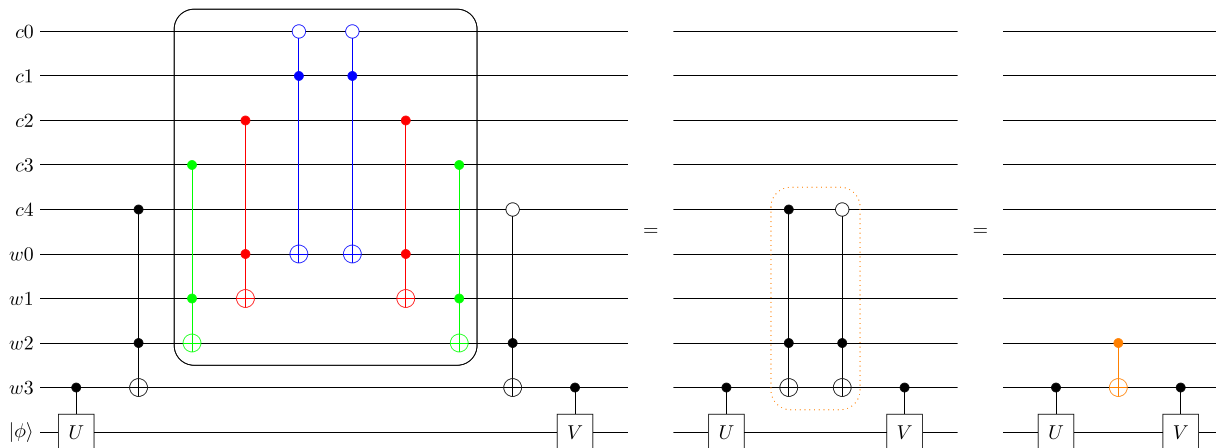 c0
c1
c2
c3
c4
w0
= =
w1
w2
w3
|ϕ⟩ U V U V U V